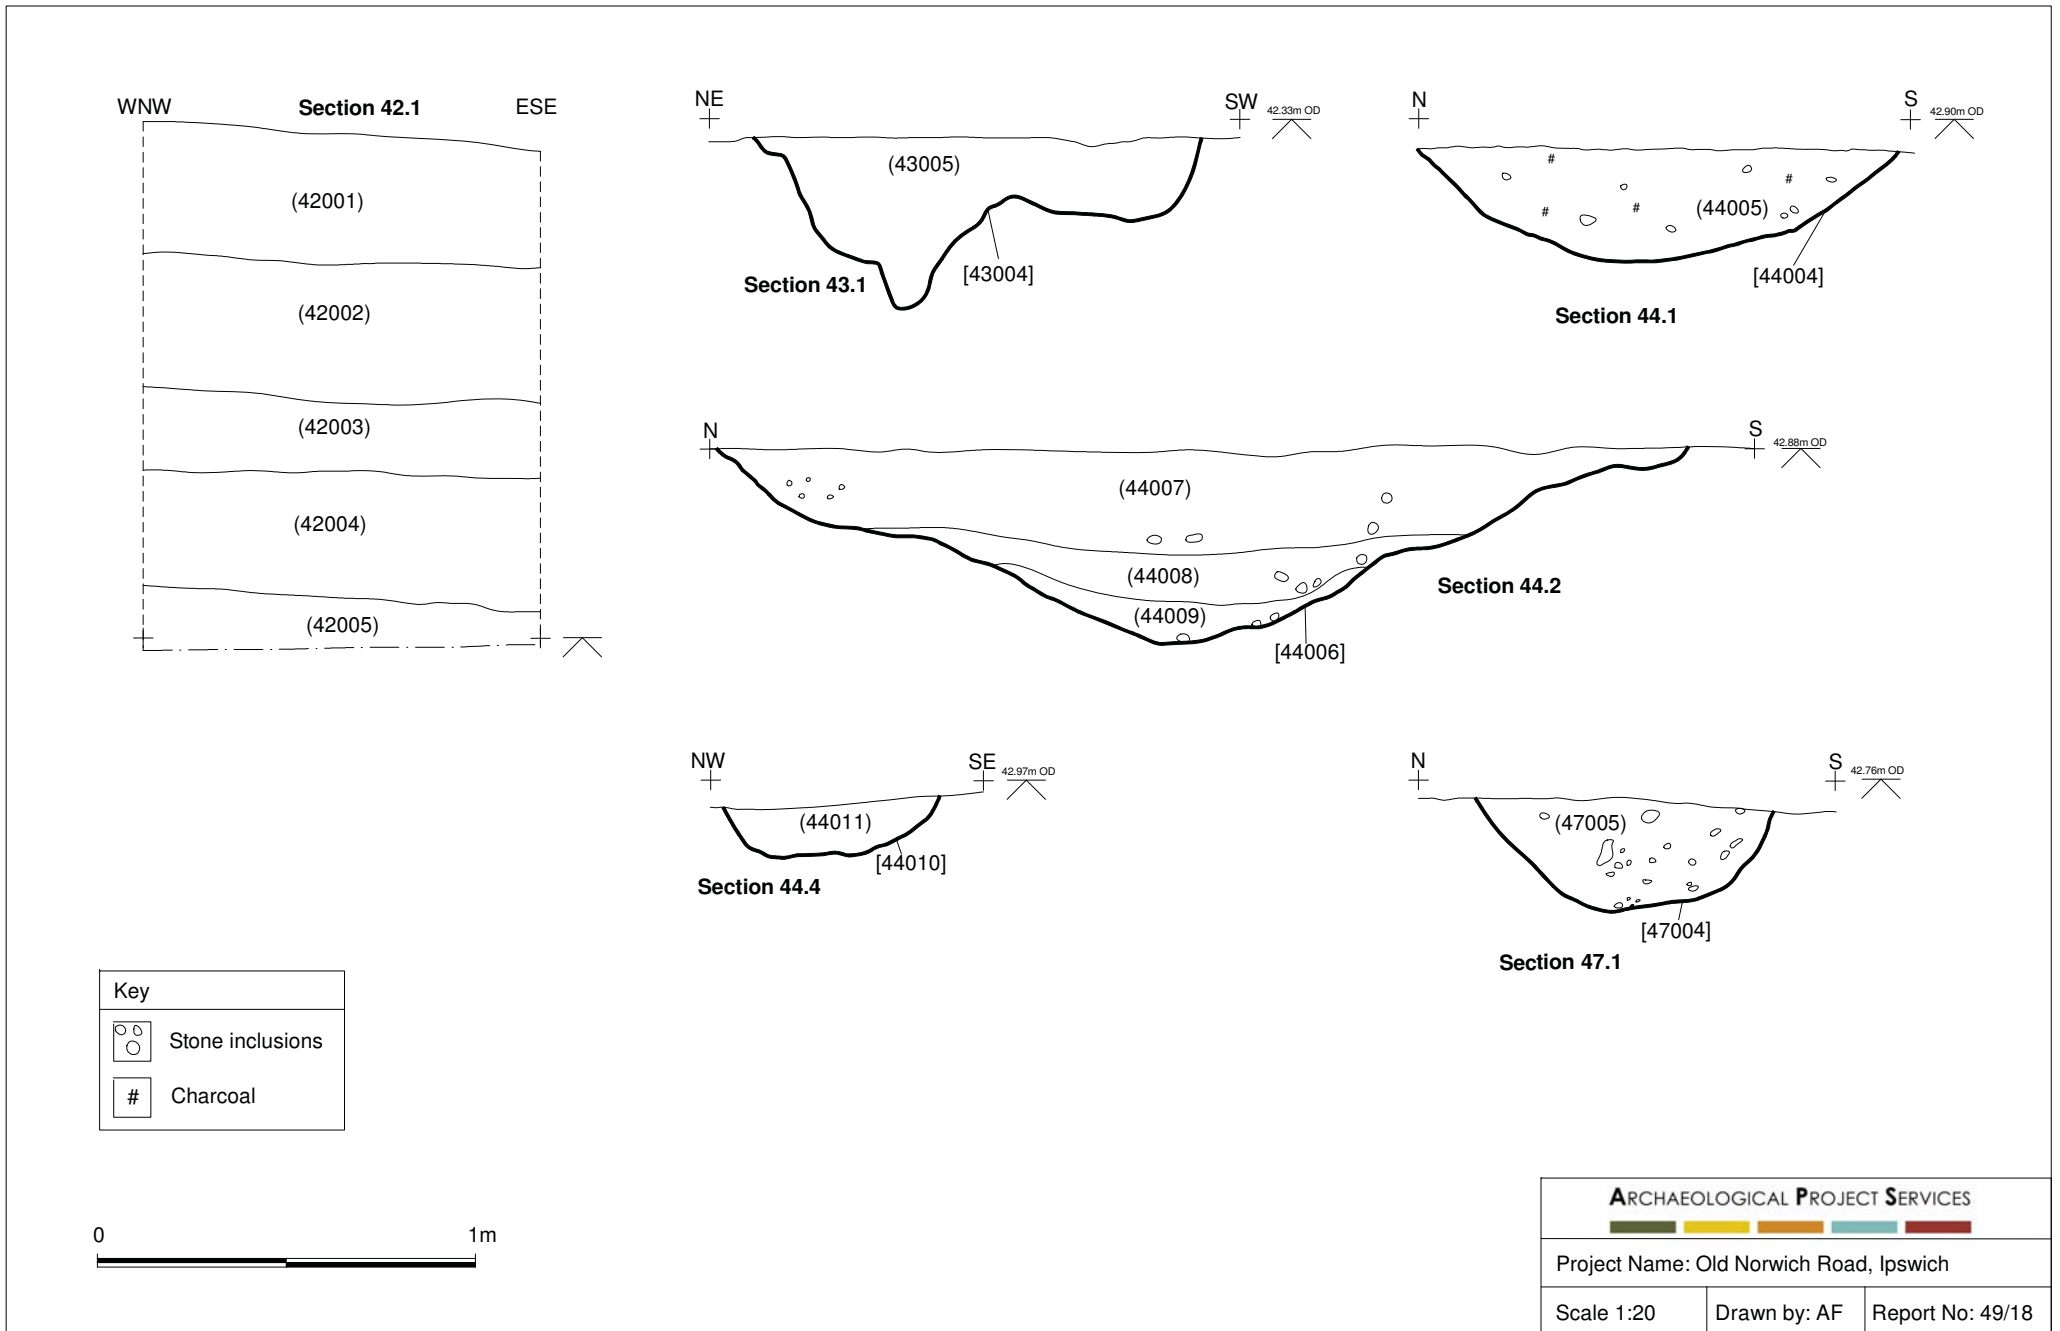 WNW Section 42.1 ESE
(42001)
(42002)
(42003)
(42004)
(42005)
NE SW 42.33m OD
(43005)
[43004]
Section 43.1
N S 42.90m OD
# # # #
(44005)
[44004]
Section 44.1
N S 42.88m OD
(44007)
(44008)
(44009)
[44006]
Section 44.2
NW SE 42.97m OD
(44011)
[44010]
Section 44.4
N S 42.76m OD
(47005)
[47004]
Section 47.1
Key
Stone inclusions
# Charcoal
0 1m
ARCHAEOLOGICAL PROJECT SERVICES
Project Name: Old Norwich Road, Ipswich
Scale 1:20 Drawn by: AF Report No: 49/18